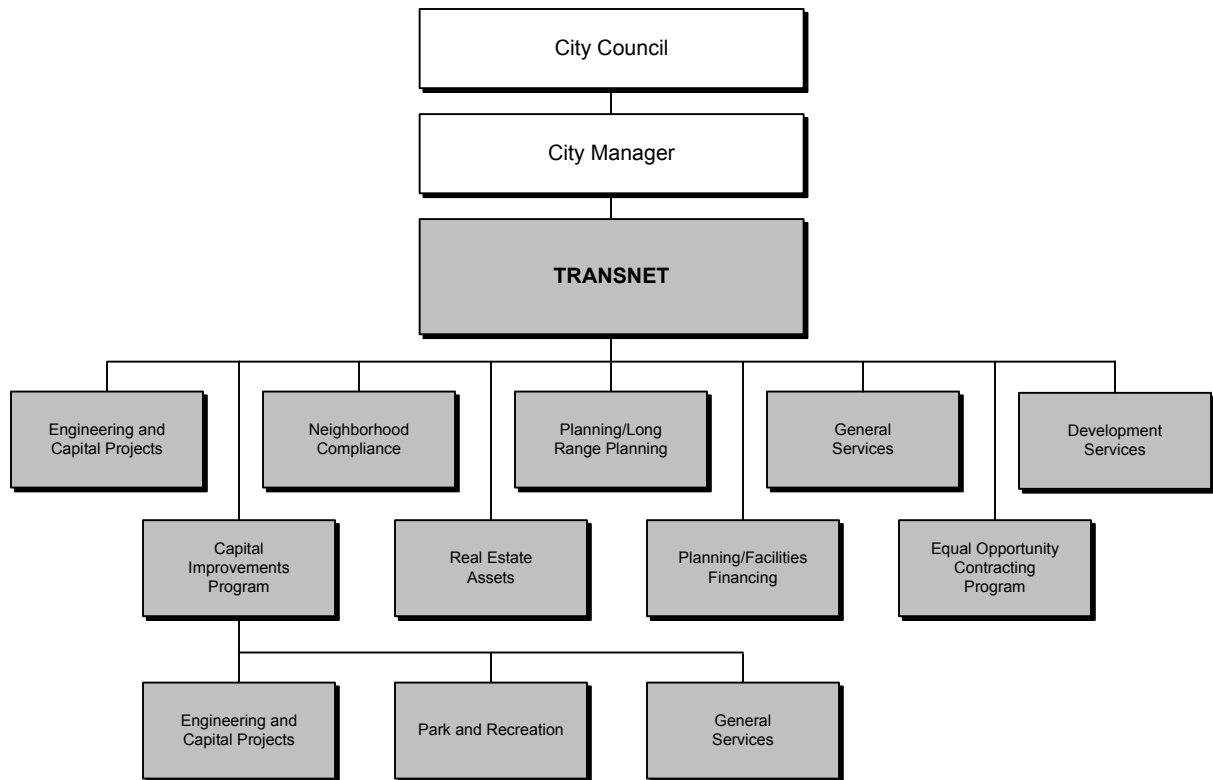 City Council
City Manager
TRANSNET
Engineering and
Capital Projects
Neighborhood
Compliance
Planning/Long
Range Planning
General
Services
Development
Services
Capital
Improvements
Program
Real Estate
Assets
Planning/Facilities
Financing
Equal Opportunity
Contracting
Program
Engineering and
Capital Projects
Park and Recreation
General
Services